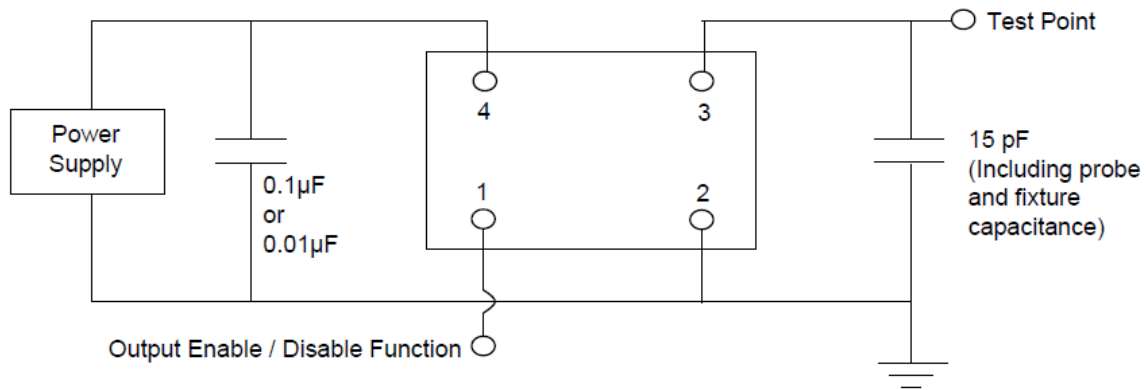 Test Point
4
3
Power
Supply
15 pF
(Including probe
and fixture
capacitance)
0.1µF
or
0.01µF
1
2
Output Enable / Disable Function